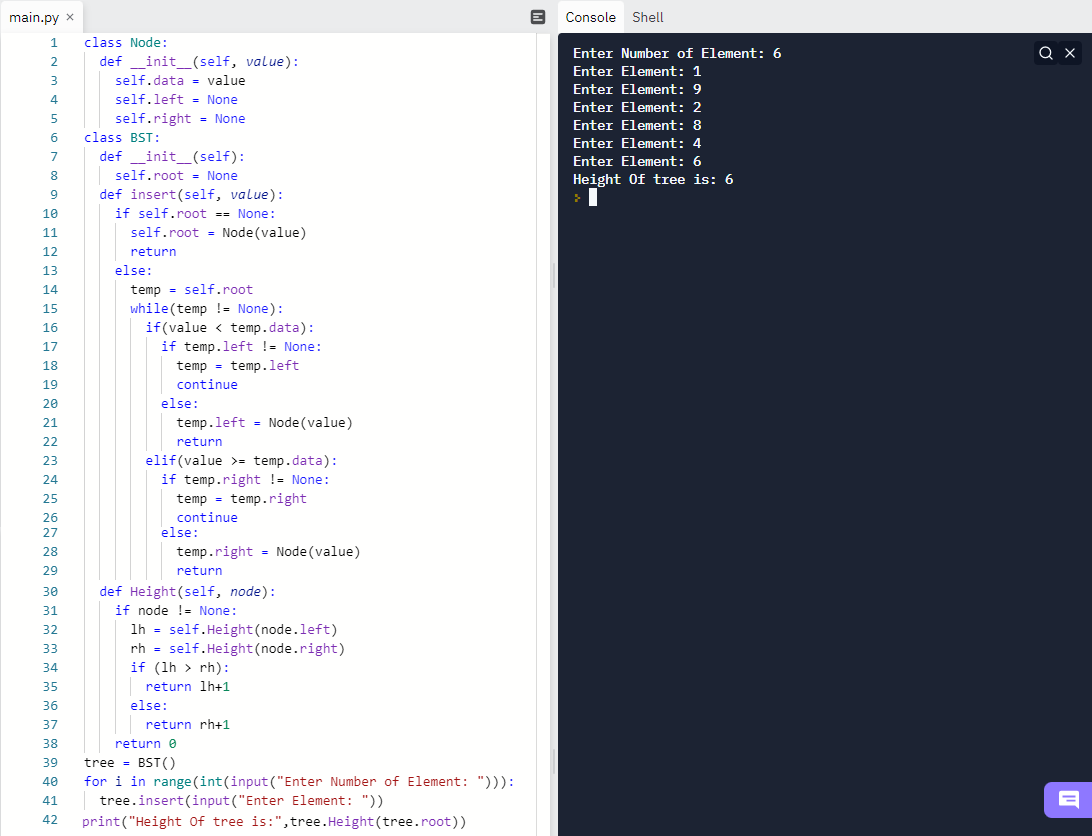 main.py ×
1 class Node:
2 def __init__(self, value):
3 self.data = value
4 self.left = None
5 self.right = None
6 class BST:
7 def __init__(self):
8 self.root = None
9 def insert(self, value):
10 if self.root == None:
11 self.root = Node(value)
12 return
13 else:
14 temp = self.root
15 while(temp != None):
16 if(value < temp.data):
17 if temp.left != None:
18 temp = temp.left
19 continue
20 else:
21 temp.left = Node(value)
22 return
23 elif(value >= temp.data):
24 if temp.right != None:
25 temp = temp.right
26 continue
27 else:
28 temp.right = Node(value)
29 return
30 def Height(self, node):
31 if node != None:
32 lh = self.Height(node.left)
33 rh = self.Height(node.right)
34 if (lh > rh):
35 return lh+1
36 else:
37 return rh+1
38 return 0
39 tree = BST()
40 for i in range(int(input("Enter Number of Element: "))):
41 tree.insert(input("Enter Element: "))
42 print("Height Of tree is:",tree.Height(tree.root))
Console Shell
Enter Number of Element: 6
Enter Element: 1
Enter Element: 9
Enter Element: 2
Enter Element: 8
Enter Element: 4
Enter Element: 6
Height Of tree is: 6